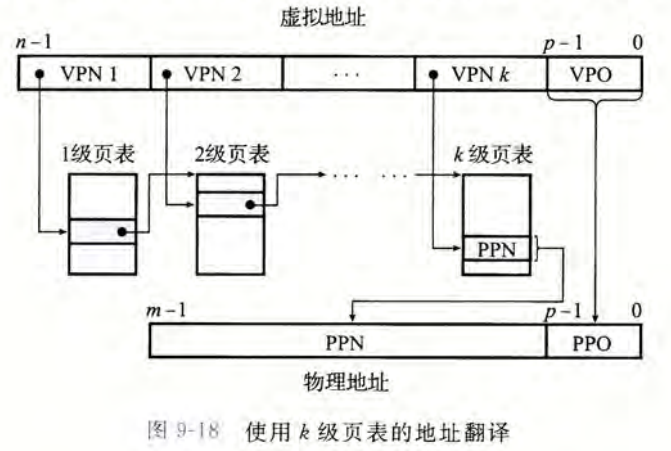 虚拟地址
n-1 p-1 0
VPN 1 VPN 2 ··· VPN k VPO
1级页表 2级页表 k级页表
··· ···
PPN
m-1 p-1 0
PPN PPO
物理地址
图 9-18 使用 k 级页表的地址翻译